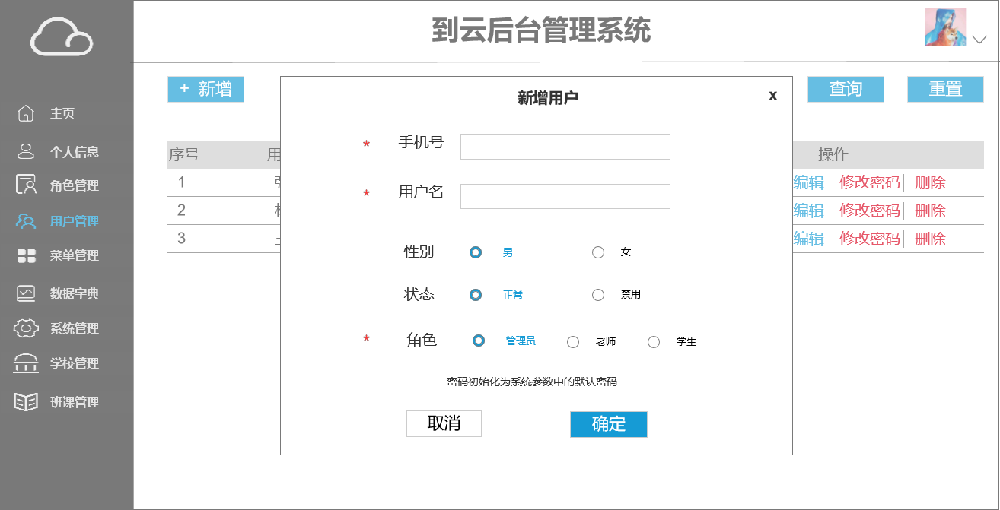 到云后台管理系统
主页
个人信息
角色管理
用户管理
菜单管理
数据字典
系统管理
学校管理
班课管理
+ 新增
查询
重置
序号 用 操作
1 编辑 修改密码 删除
2 编辑 修改密码 删除
3 编辑 修改密码 删除
新增用户 x
* 手机号
* 用户名
性别 男 女
状态 正常 禁用
* 角色 管理员 老师 学生
密码初始化为系统参数中的默认密码
取消 确定